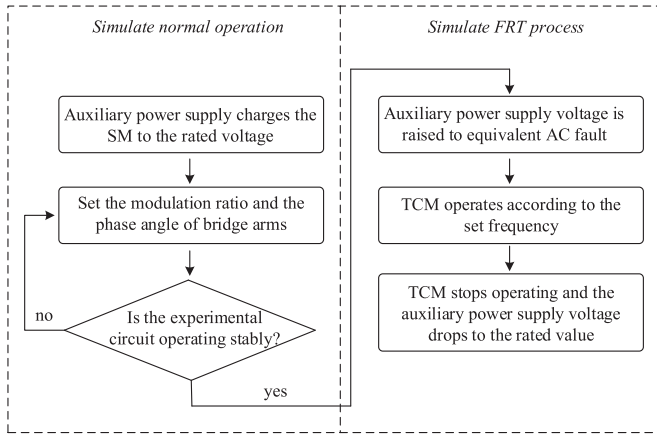 Simulate normal operation
Auxiliary power supply charges the
SM to the rated voltage
Set the modulation ratio and the
phase angle of bridge arms
Is the experimental
circuit operating stably?
no
yes
Simulate FRT process
Auxiliary power supply voltage is
raised to equivalent AC fault
TCM operates according to the
set frequency
TCM stops operating and the
auxiliary power supply voltage
drops to the rated value